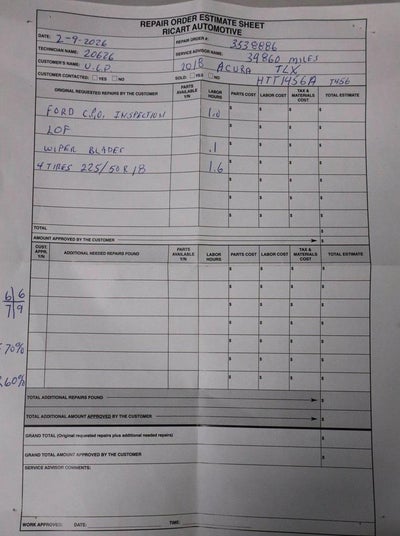 REPAIR ORDER ESTIMATE SHEET
RICART AUTOMOTIVE
DATE: 2-9-2026 REPAIR ORDER #: 3538886
TECHNICIAN NAME: 20626 SERVICE ADVISOR NAME: 39860 MILES
CUSTOMER'S NAME: U.C.P 2018 ACURA TLX
CUSTOMER CONTACTED: YES NO SOLD: YES NO HTT1456A T456
ORIGINAL REQUESTED REPAIRS BY THE CUSTOMER PARTS AVAILABLE Y/N LABOR HOURS PARTS COST LABOR COST TAX & MATERIALS COST TOTAL ESTIMATE
FORD C.P.O. INSPECTION 1.0 $ $ $ $
LOF $ $ $ $
WIPER BLADES .1 $ $ $ $
4 TIRES 225/50R18 1.6 $ $ $ $
$ $ $ $
$ $ $ $
TOTAL $
AMOUNT APPROVED BY THE CUSTOMER $
CUST. APPR. Y/N ADDITIONAL NEEDED REPAIRS FOUND PARTS AVAILABLE Y/N LABOR HOURS PARTS COST LABOR COST TAX & MATERIALS COST TOTAL ESTIMATE
$ $ $ $
6 6 $ $ $ $
7 9 $ $ $ $
70% $ $ $ $
60% $ $ $ $
TOTAL ADDITIONAL REPAIRS FOUND $
TOTAL ADDITIONAL AMOUNT APPROVED BY THE CUSTOMER $
GRAND TOTAL (Original requested repairs plus additional needed repairs) $
GRAND TOTAL AMOUNT APPROVED BY THE CUSTOMER $
SERVICE ADVISOR COMMENTS:
WORK APPROVED: DATE: TIME: